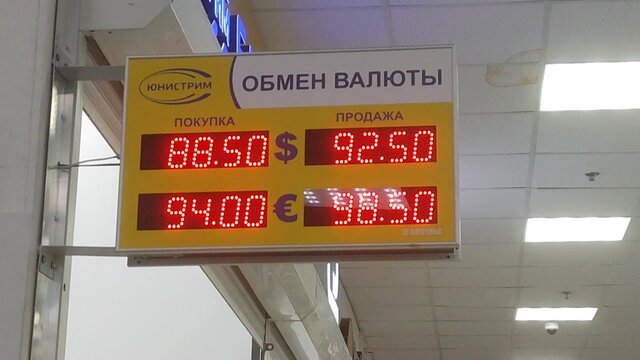 ЮНИСТРИМ
ОБМЕН ВАЛЮТЫ
ПОКУПКА ПРОДАЖА
88.50 $ 92.50
94.00 € 98.50